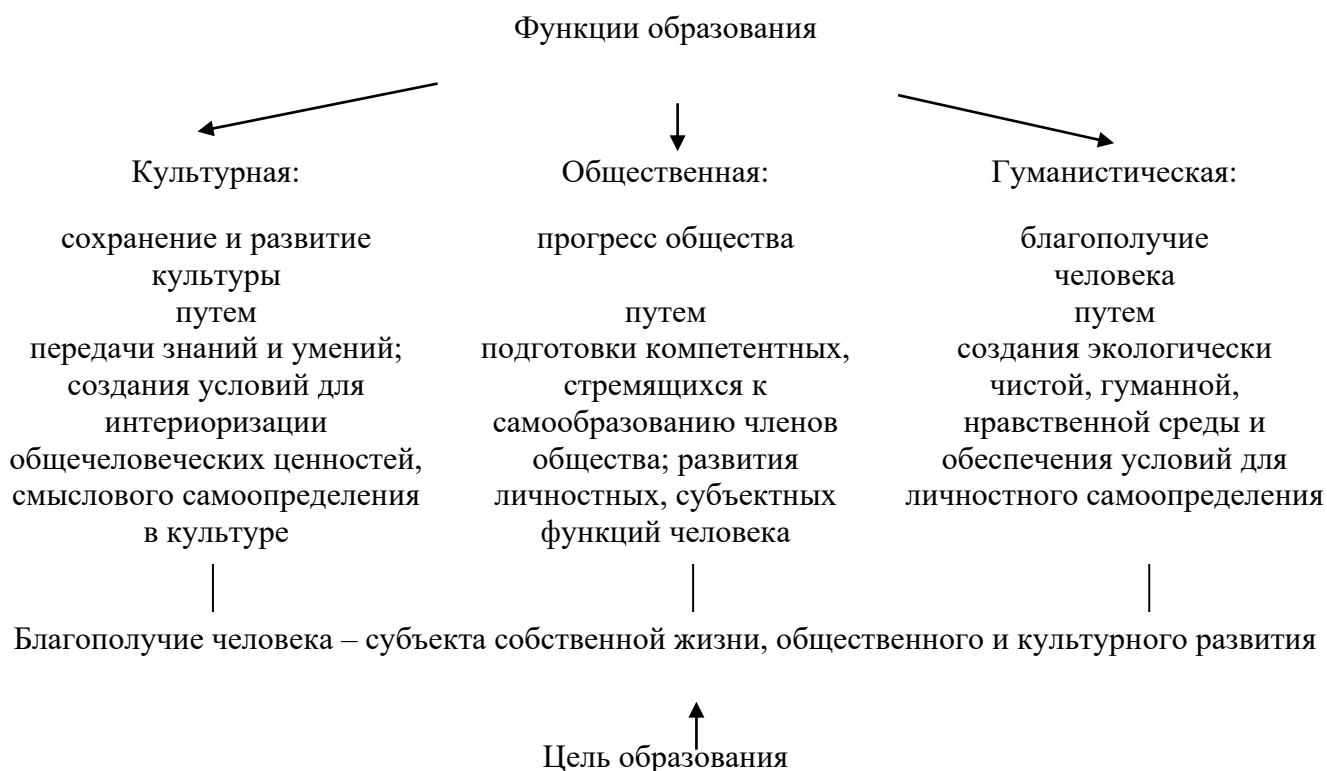 Функции образования
Культурная:
сохранение и развитие
культуры
путем
передачи знаний и умений;
создания условий для
интериоризации
общечеловеческих ценностей,
смыслового самоопределения
в культуре
Общественная:
прогресс общества
путем
подготовки компетентных,
стремящихся к
самообразованию членов
общества; развития
личностных, субъектных
функций человека
Гуманистическая:
благополучие
человека
путем
создания экологически
чистой, гуманной,
нравственной среды и
обеспечения условий для
личностного самоопределения
Благополучие человека – субъекта собственной жизни, общественного и культурного развития
Цель образования